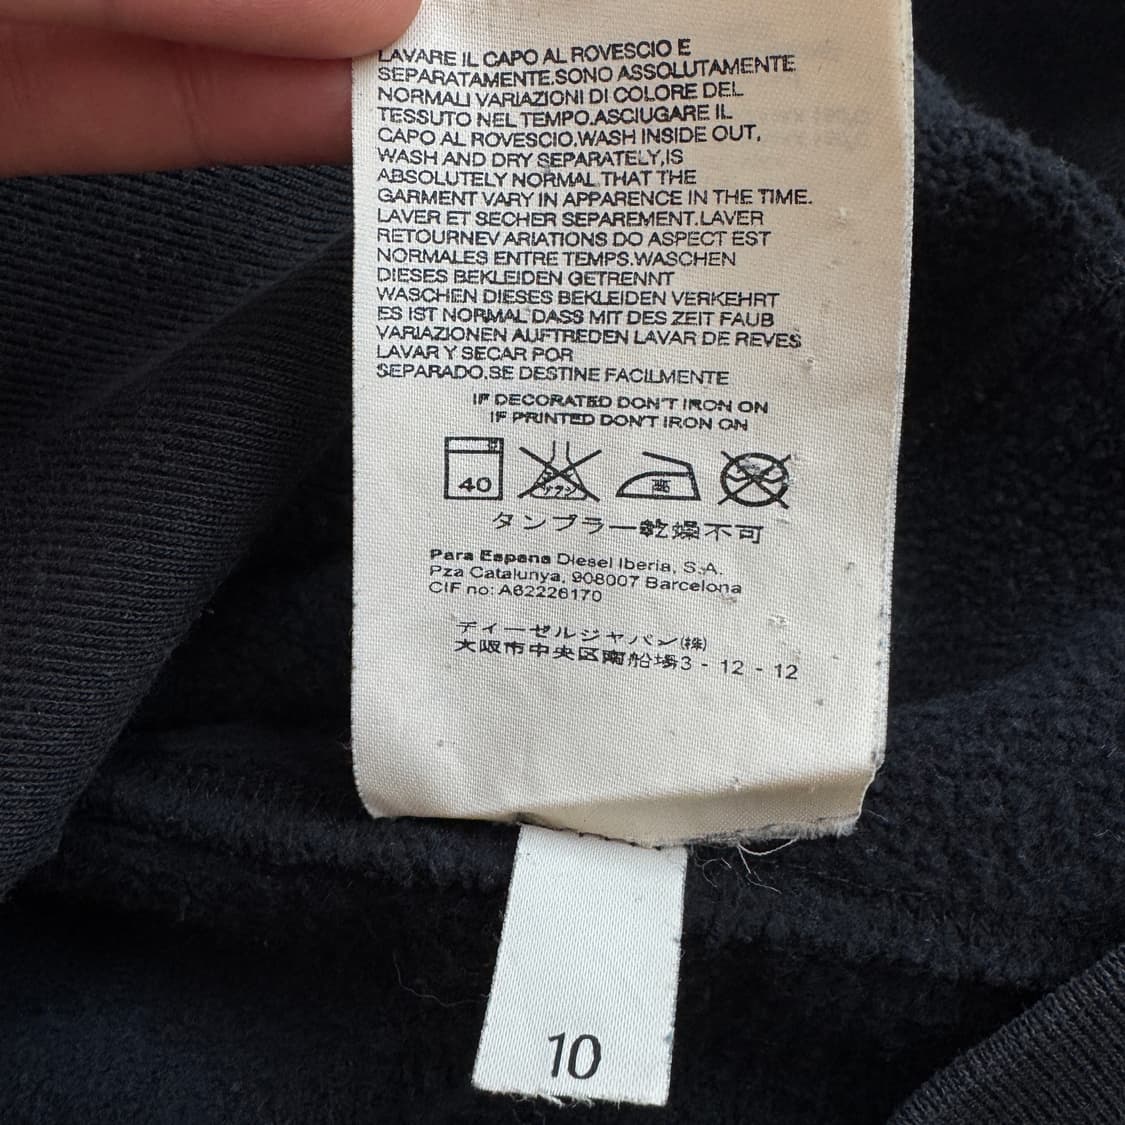 LAVARE IL CAPO AL ROVESCIO E
SEPARATAMENTE.SONO ASSOLUTAMENTE
NORMALI VARIAZIONI DI COLORE DEL
TESSUTO NEL TEMPO.ASCIUGARE IL
CAPO AL ROVESCIO.WASH INSIDE OUT,
WASH AND DRY SEPARATELY,IS
ABSOLUTELY NORMAL THAT THE
GARMENT VARY IN APPARENCE IN THE TIME.
LAVER ET SECHER SEPAREMENT.LAVER
RETOURNEV ARIATIONS DO ASPECT EST
NORMALES ENTRE TEMPS.WASCHEN
DIESES BEKLEIDEN GETRENNT
WASCHEN DIESES BEKLEIDEN VERKEHRT
ES IST NORMAL DASS MIT DES ZEIT FAUB
VARIAZIONEN AUFTREDEN LAVAR DE REVES
LAVAR Y SECAR POR
SEPARADO.SE DESTINE FACILMENTE
IF DECORATED DON'T IRON ON
IF PRINTED DON'T IRON ON
40
タンブラー乾燥不可
Para Espana Diesel Iberia, S.A.
Pza Catalunya, 908007 Barcelona
CIF no: A62226170
ディーゼルジャパン(株)
大阪市中央区南船場3 - 12 - 12
10